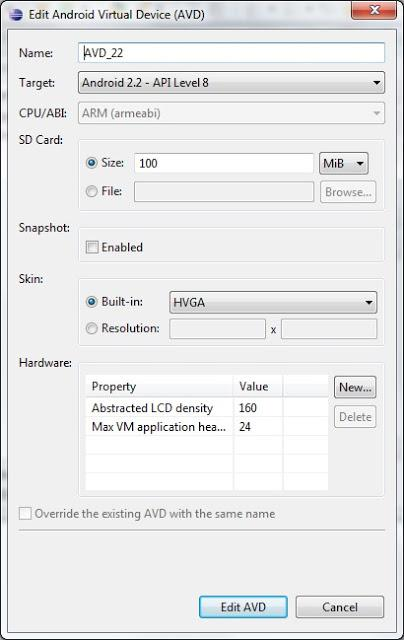 Edit Android Virtual Device (AVD)
Name: AVD_22
Target: Android 2.2 - API Level 8
CPU/ABI: ARM (armeabi)
SD Card:
Size: 100 MiB
File: Browse...
Snapshot:
Enabled
Skin:
Built-in: HVGA
Resolution: x
Hardware:
Property Value New...
Abstracted LCD density 160 Delete
Max VM application hea... 24
Override the existing AVD with the same name
Edit AVD Cancel